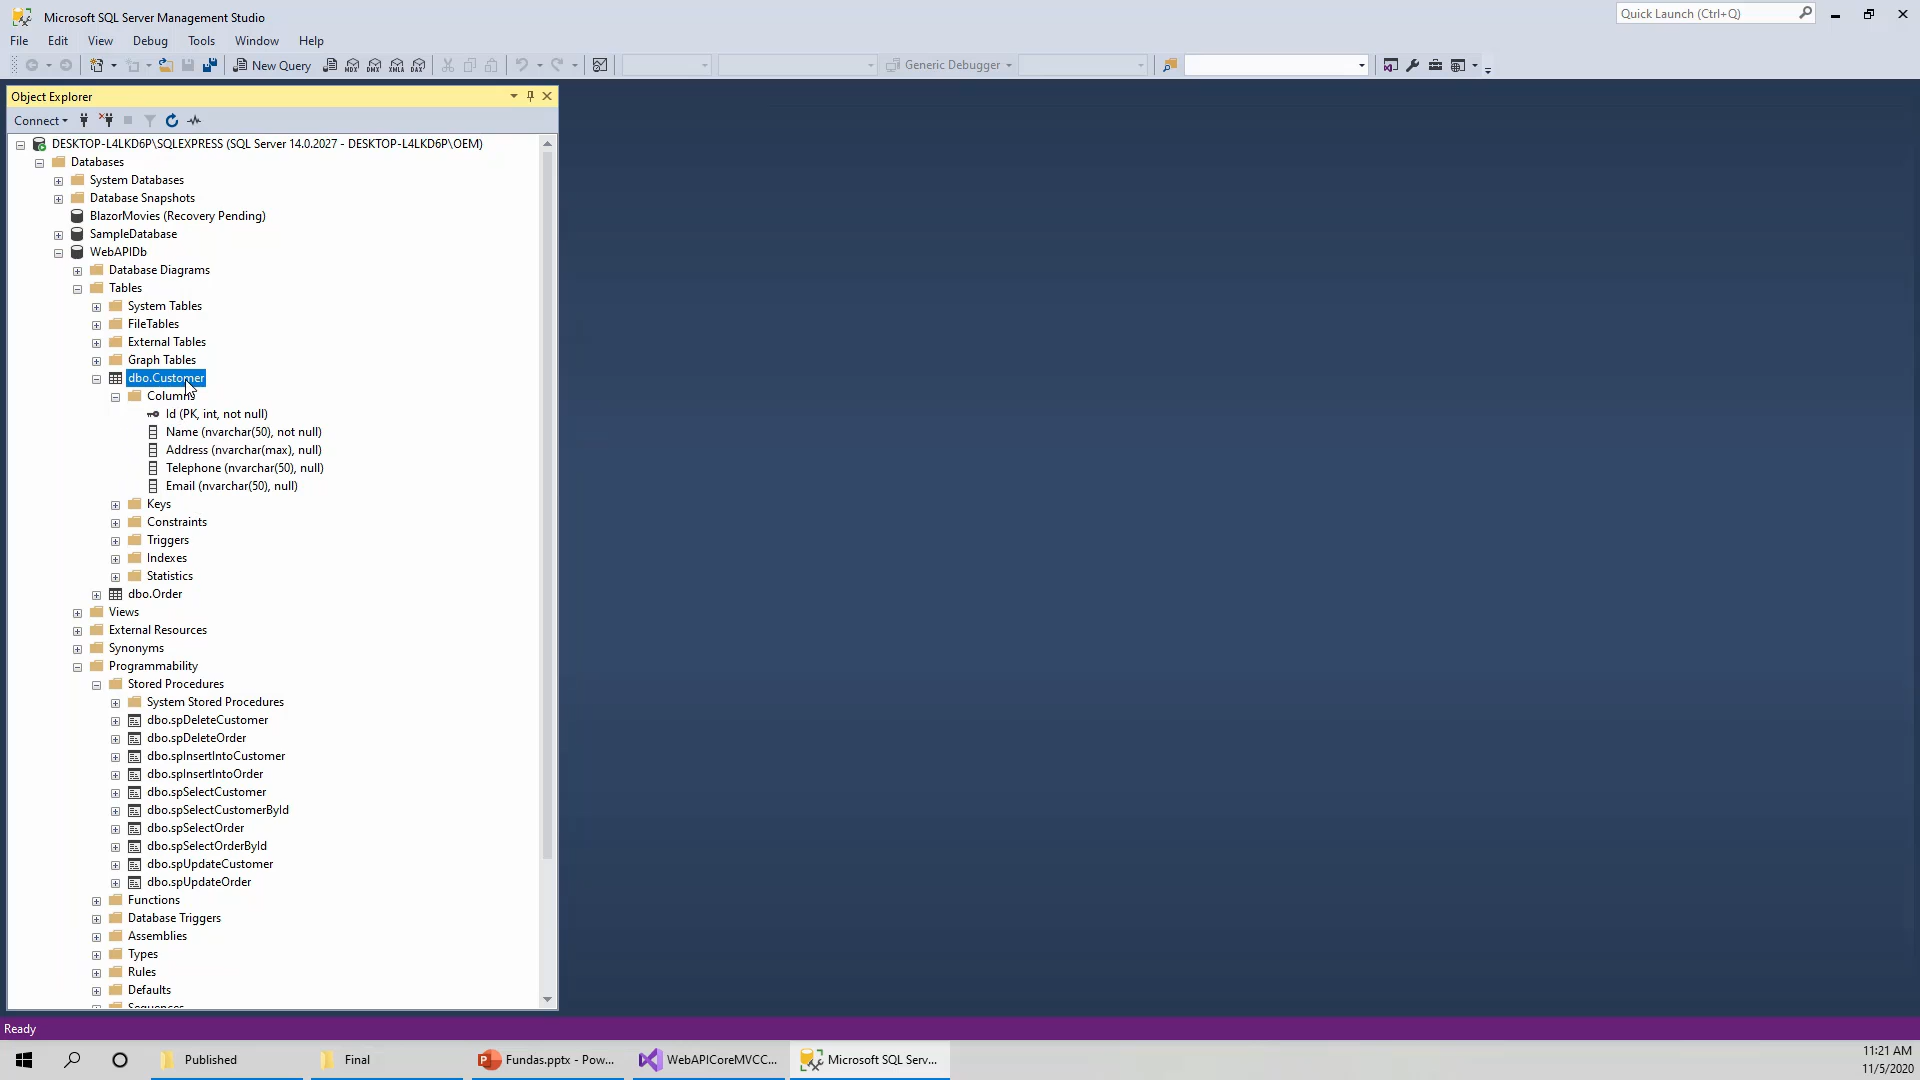 Microsoft SQL Server Management Studio
Quick Launch (Ctrl+Q)
File Edit View Debug Tools Window Help
New Query
MDX DMX XMLA DAX
Generic Debugger
Object Explorer
Connect
DESKTOP-L4LKD6P\SQLEXPRESS (SQL Server 14.0.2027 - DESKTOP-L4LKD6P\OEM)
Databases
System Databases
Database Snapshots
BlazorMovies (Recovery Pending)
SampleDatabase
WebAPIDb
Database Diagrams
Tables
System Tables
FileTables
External Tables
Graph Tables
dbo.Customer
Columns
Id (PK, int, not null)
Name (nvarchar(50), not null)
Address (nvarchar(max), null)
Telephone (nvarchar(50), null)
Email (nvarchar(50), null)
Keys
Constraints
Triggers
Indexes
Statistics
dbo.Order
Views
External Resources
Synonyms
Programmability
Stored Procedures
System Stored Procedures
dbo.spDeleteCustomer
dbo.spDeleteOrder
dbo.spInsertIntoCustomer
dbo.spInsertIntoOrder
dbo.spSelectCustomer
dbo.spSelectCustomerById
dbo.spSelectOrder
dbo.spSelectOrderById
dbo.spUpdateCustomer
dbo.spUpdateOrder
Functions
Database Triggers
Assemblies
Types
Rules
Defaults
Sequences
Ready
Published Final Fundas.pptx - Pow... WebAPICoreMVCC... Microsoft SQL Serv...
11:21 AM
11/5/2020